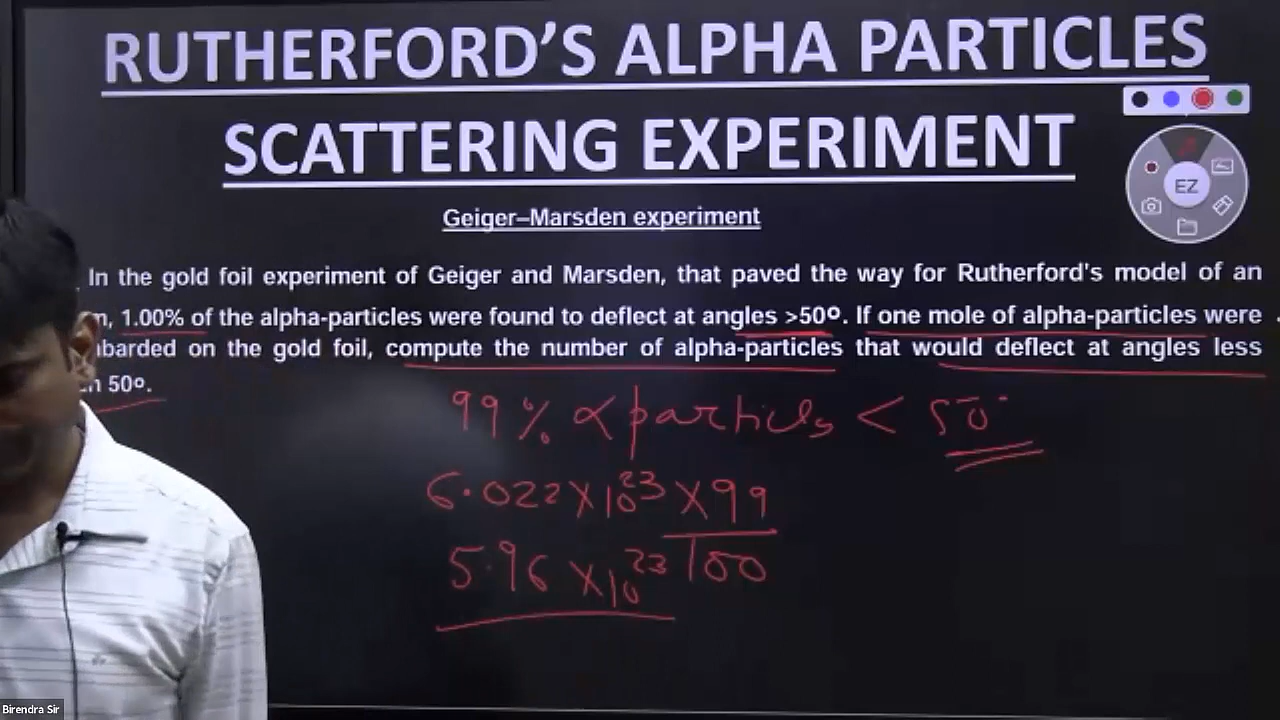 RUTHERFORD'S ALPHA PARTICLES
SCATTERING EXPERIMENT
EZ
Geiger–Marsden experiment
In the gold foil experiment of Geiger and Marsden, that paved the way for Rutherford's model of an
1.00% of the alpha-particles were found to deflect at angles >50º. If one mole of alpha-particles were
on the gold foil, compute the number of alpha-particles that would deflect at angles less
50º.
99% α particles < 50°
6.022 X 10²³ X 99
5.96 X 10²³ 100
Birendra Sir